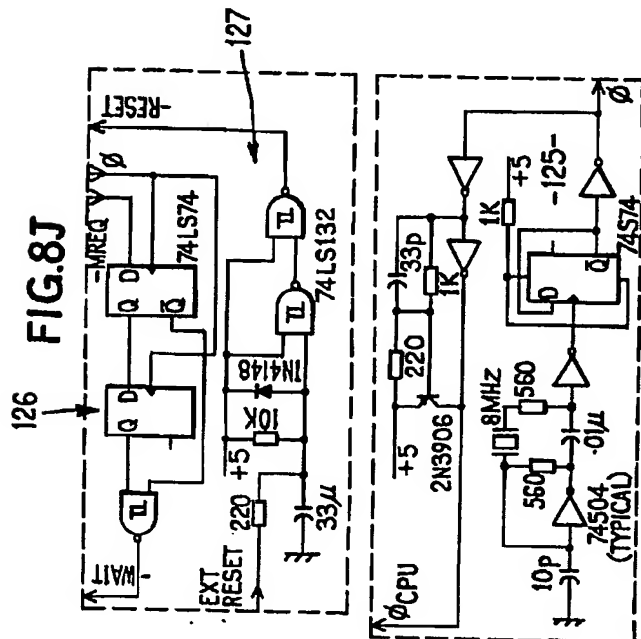 FIG.8J
126
-WAIT
Q
D
Q
D
Q̅
-MREQ
Ø
74LS74
-RESET
127
EXT
RESET
220
+5
10K
1N4148
33µ
74LS132
ØCPU
+5
220
33p
1K
2N3906
10p
74S04
(TYPICAL)
560
8MHZ
560
·01µ
D
Q̅
74S74
1K
+5
-125-
Ø